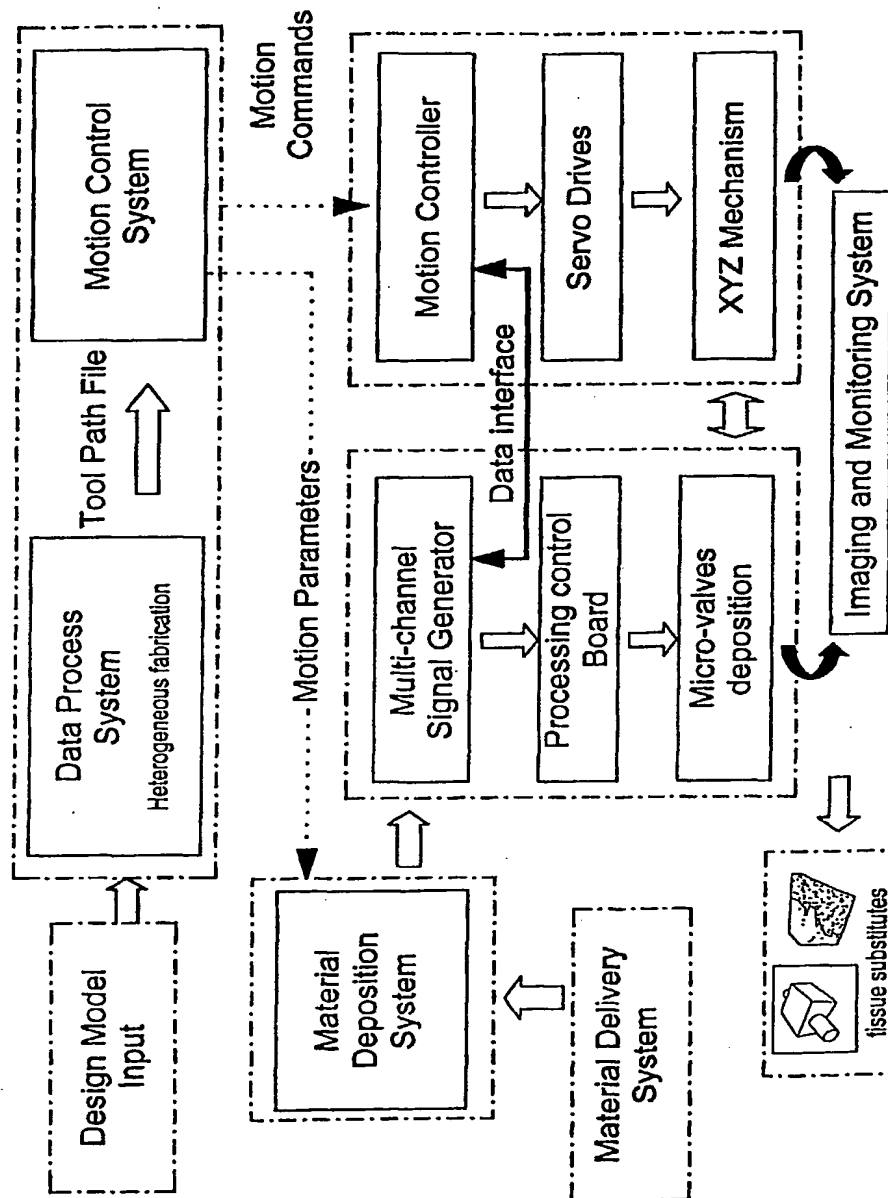 Design Model
Input
Data Process
System
Heterogeneous fabrication
Tool Path File
Motion Control
System
Motion Parameters
Motion
Commands
Material
Deposition
System
Material Delivery
System
Multi-channel
Signal Generator
Processing control
Board
Micro-valves
deposition
Data interface
Motion Controller
Servo Drives
XYZ Mechanism
Imaging and Monitoring System
tissue substitutes